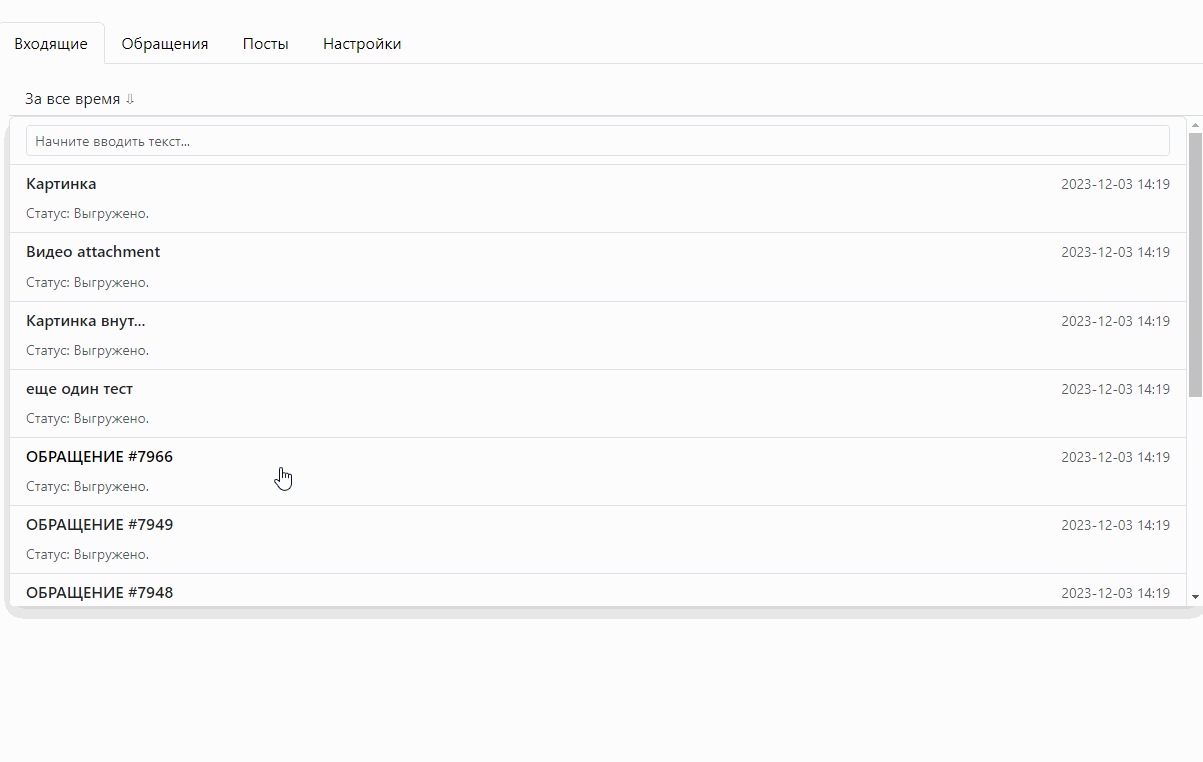 Входящие Обращения Посты Настройки
За все время ⇩
Начните вводить текст...
Картинка 2023-12-03 14:19
Статус: Выгружено.
Видео attachment 2023-12-03 14:19
Статус: Выгружено.
Картинка внут... 2023-12-03 14:19
Статус: Выгружено.
еще один тест 2023-12-03 14:19
Статус: Выгружено.
ОБРАЩЕНИЕ #7966 2023-12-03 14:19
Статус: Выгружено.
ОБРАЩЕНИЕ #7949 2023-12-03 14:19
Статус: Выгружено.
ОБРАЩЕНИЕ #7948 2023-12-03 14:19